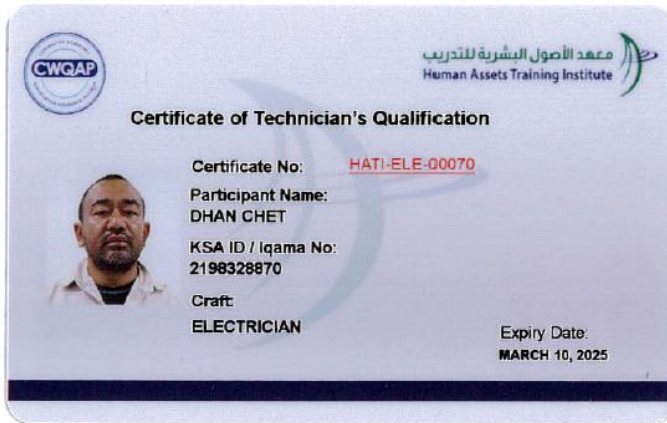 CWQAP
معهد الأصول البشرية للتدريب
Human Assets Training Institute
Certificate of Technician's Qualification
Certificate No: HATI-ELE-00070
Participant Name:
DHAN CHET
KSA ID / Iqama No:
2198328870
Craft:
ELECTRICIAN
Expiry Date:
MARCH 10, 2025